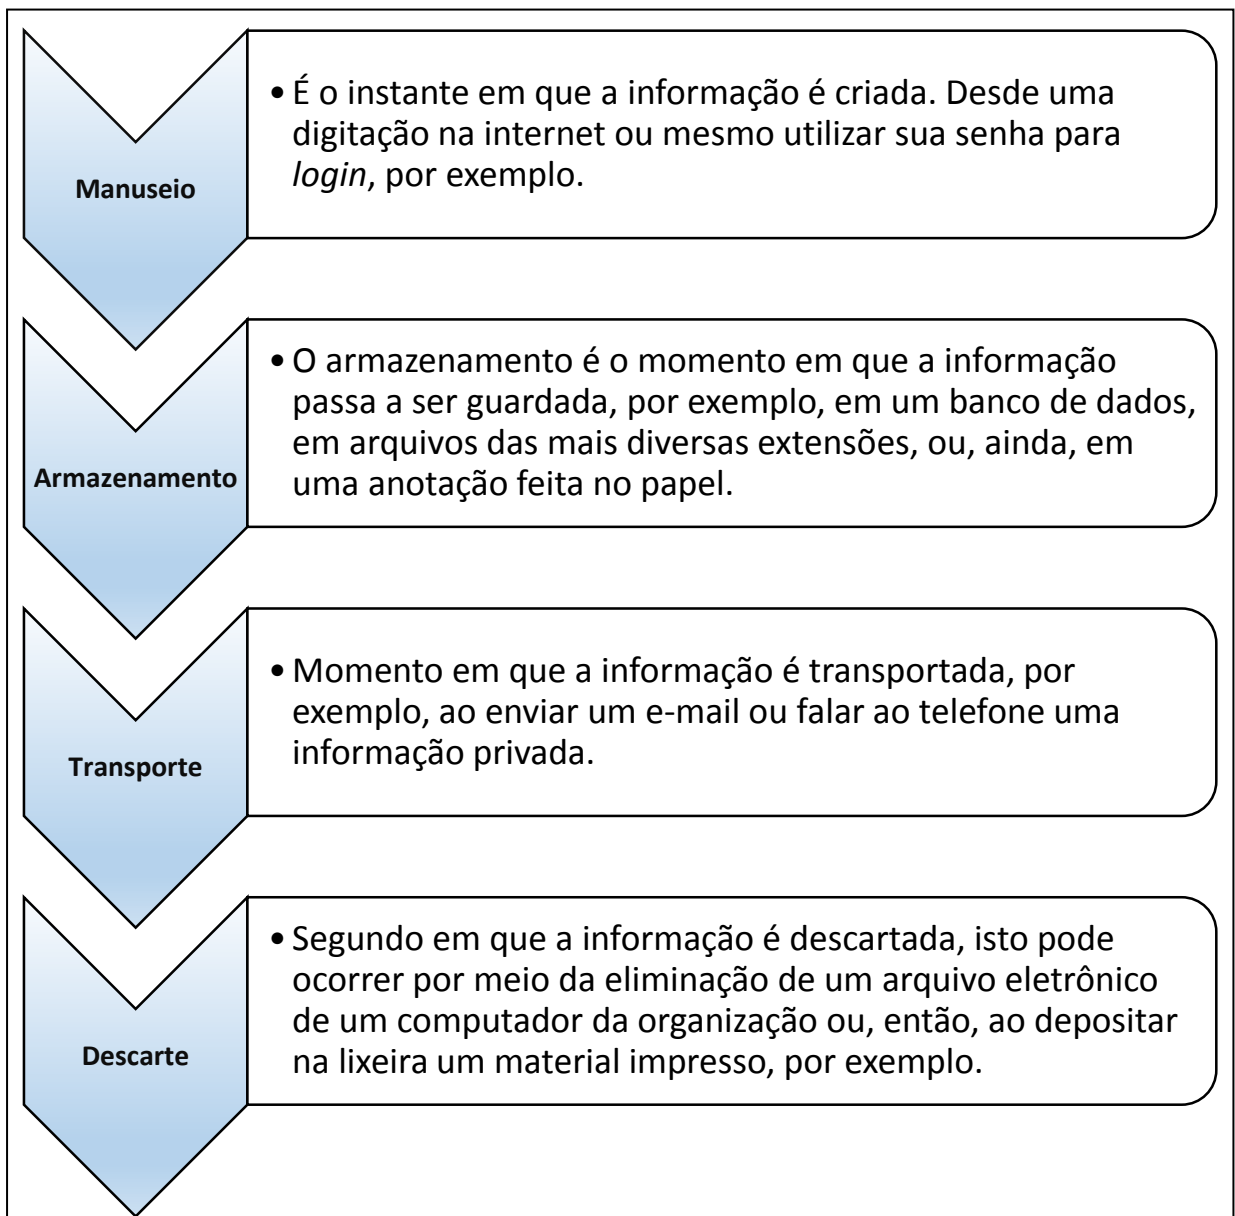 Manuseio
• É o instante em que a informação é criada. Desde uma
digitação na internet ou mesmo utilizar sua senha para
login, por exemplo.
Armazenamento
• O armazenamento é o momento em que a informação
passa a ser guardada, por exemplo, em um banco de dados,
em arquivos das mais diversas extensões, ou, ainda, em
uma anotação feita no papel.
Transporte
• Momento em que a informação é transportada, por
exemplo, ao enviar um e-mail ou falar ao telefone uma
informação privada.
Descarte
• Segundo em que a informação é descartada, isto pode
ocorrer por meio da eliminação de um arquivo eletrônico
de um computador da organização ou, então, ao depositar
na lixeira um material impresso, por exemplo.